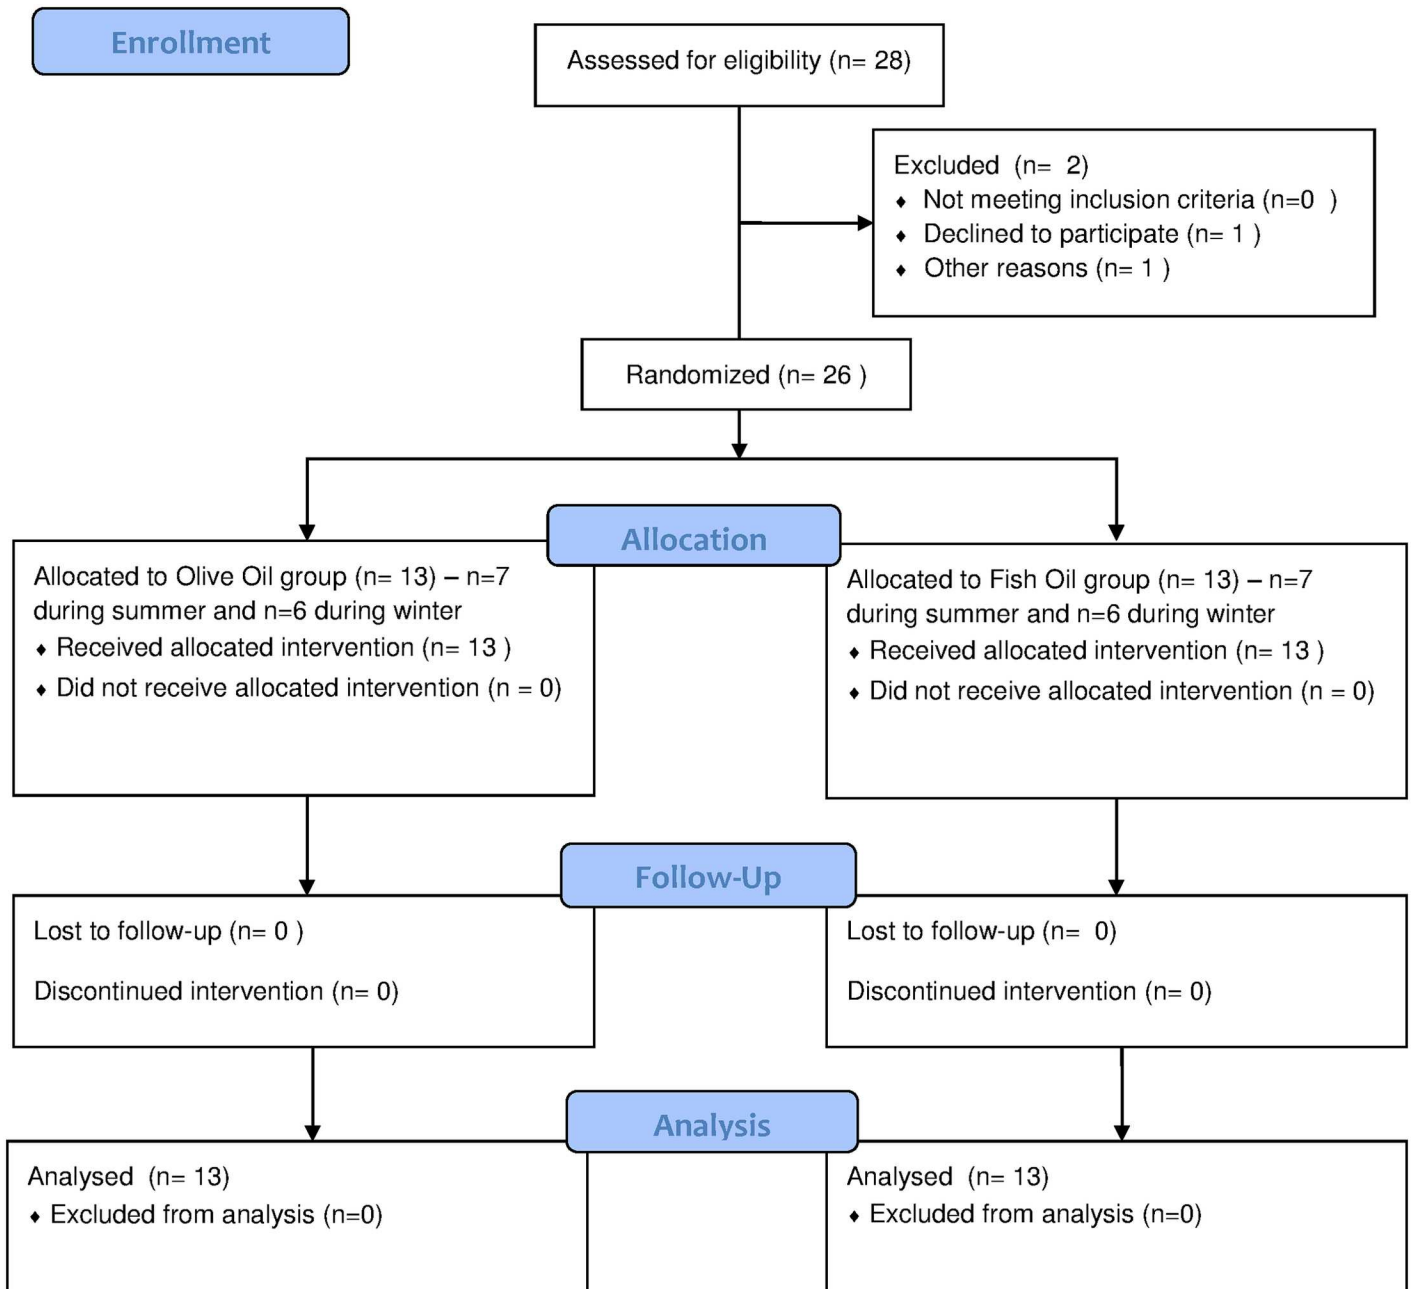 Enrollment
Assessed for eligibility (n= 28)
Excluded (n= 2)
♦ Not meeting inclusion criteria (n=0 )
♦ Declined to participate (n= 1 )
♦ Other reasons (n= 1 )
Randomized (n= 26 )
Allocation
Allocated to Olive Oil group (n= 13) – n=7
during summer and n=6 during winter
♦ Received allocated intervention (n= 13 )
♦ Did not receive allocated intervention (n = 0)
Allocated to Fish Oil group (n= 13) – n=7
during summer and n=6 during winter
♦ Received allocated intervention (n= 13 )
♦ Did not receive allocated intervention (n = 0)
Follow-Up
Lost to follow-up (n= 0 )
Discontinued intervention (n= 0)
Lost to follow-up (n= 0)
Discontinued intervention (n= 0)
Analysis
Analysed (n= 13)
♦ Excluded from analysis (n=0)
Analysed (n= 13)
♦ Excluded from analysis (n=0)